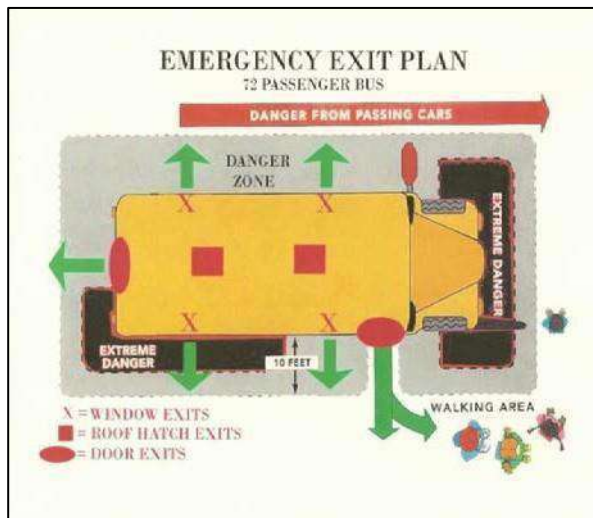 EMERGENCY EXIT PLAN
72 PASSENGER BUS
DANGER FROM PASSING CARS
DANGER
ZONE
X
X
EXTREME DANGER
X
X
EXTREME
DANGER
10 FEET
WALKING AREA
X = WINDOW EXITS
= ROOF HATCH EXITS
= DOOR EXITS